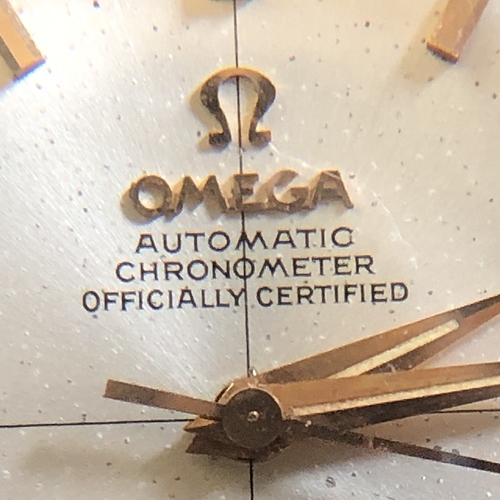 Ω
OMEGA
AUTOMATIC
CHRONOMETER
OFFICIALLY CERTIFIED